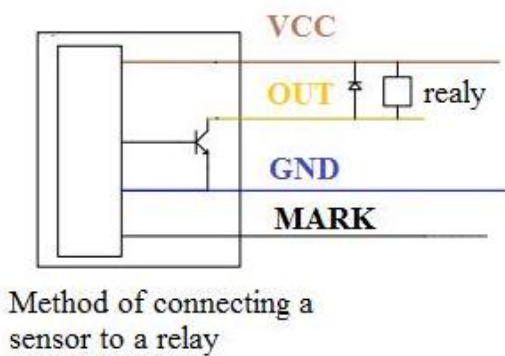 VCC
OUT
realy
GND
MARK
Method of connecting a
sensor to a relay